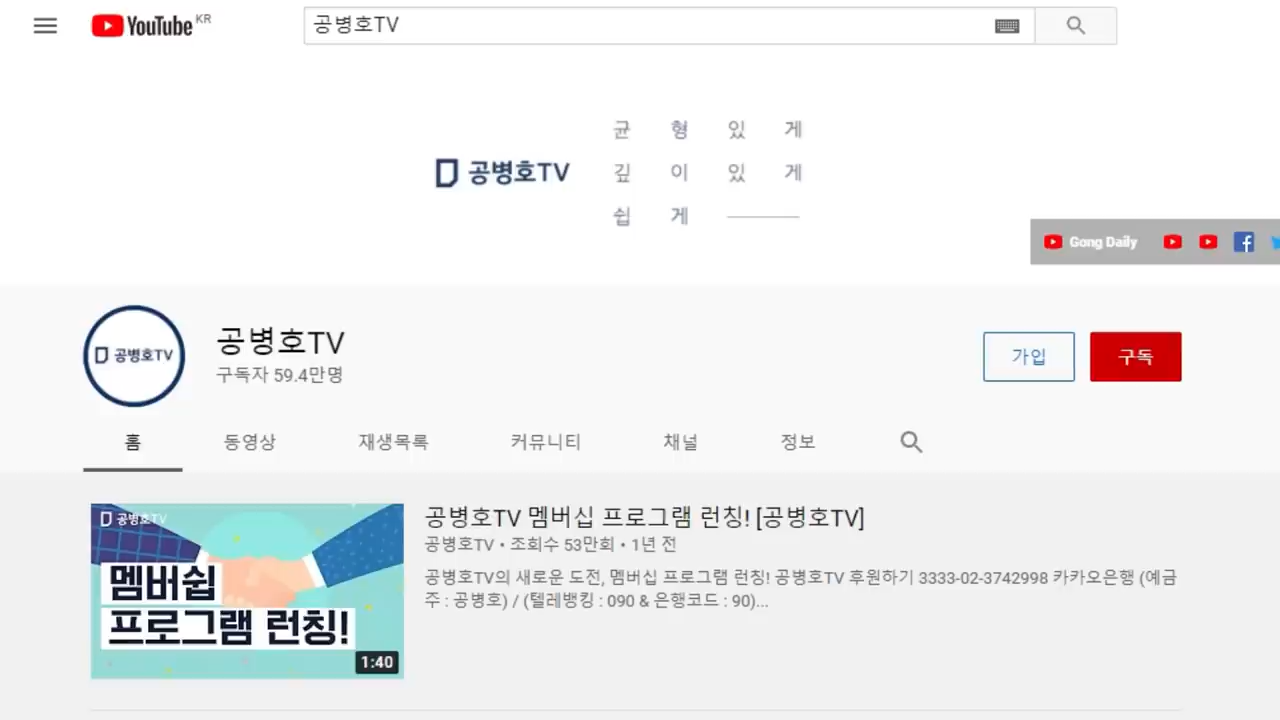 YouTube KR
공병호TV
균 형 있 게
공병호TV
깊 이 있 게
쉽 게
Gong Daily
공병호TV
공병호TV
구독자 59.4만명
가입
구독
홈
동영상
재생목록
커뮤니티
채널
정보
공병호TV
멤버쉽
프로그램 런칭!
1:40
공병호TV 멤버십 프로그램 런칭! [공병호TV]
공병호TV • 조회수 53만회 • 1년 전
공병호TV의 새로운 도전, 멤버십 프로그램 런칭! 공병호TV 후원하기 3333-02-3742998 카카오은행 (예금
주 : 공병호) / (텔레뱅킹 : 090 & 은행코드 : 90)...